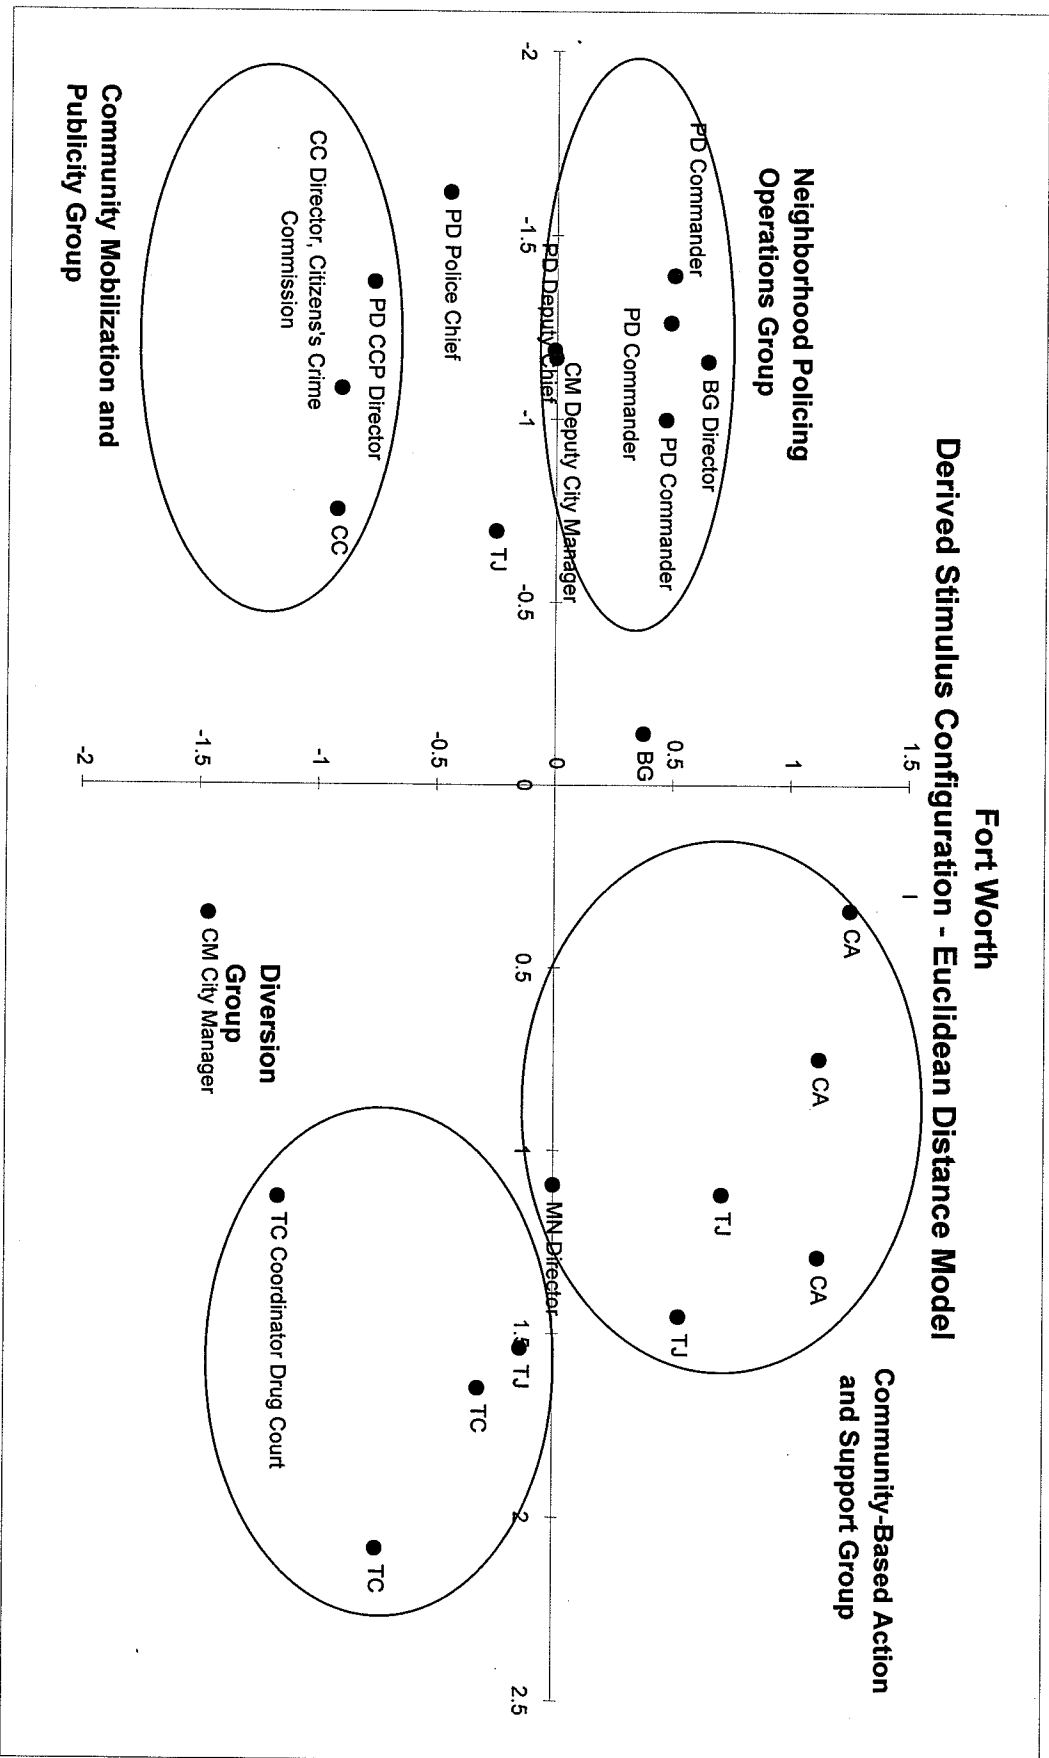 Fort Worth
Derived Stimulus Configuration - Euclidean Distance Model
Neighborhood Policing
Operations Group
Community-Based Action
and Support Group
1.5
1
0.5
0
-0.5
-1
-1.5
-2
-2
-1.5
-1
-0.5
0
0.5
1
1.5
2
2.5
PD Commander
BG Director
PD Commander
PD Commander
CM Deputy City Manager
PD Deputy Chief
BG
CA
CA
CA
TJ
TJ
MN Director
PD Police Chief
TJ
PD CCP Director
CC Director, Citizens's Crime
Commission
CC
Community Mobilization and
Publicity Group
TJ
TC
TC
TC Coordinator Drug Court
Diversion
Group
CM City Manager